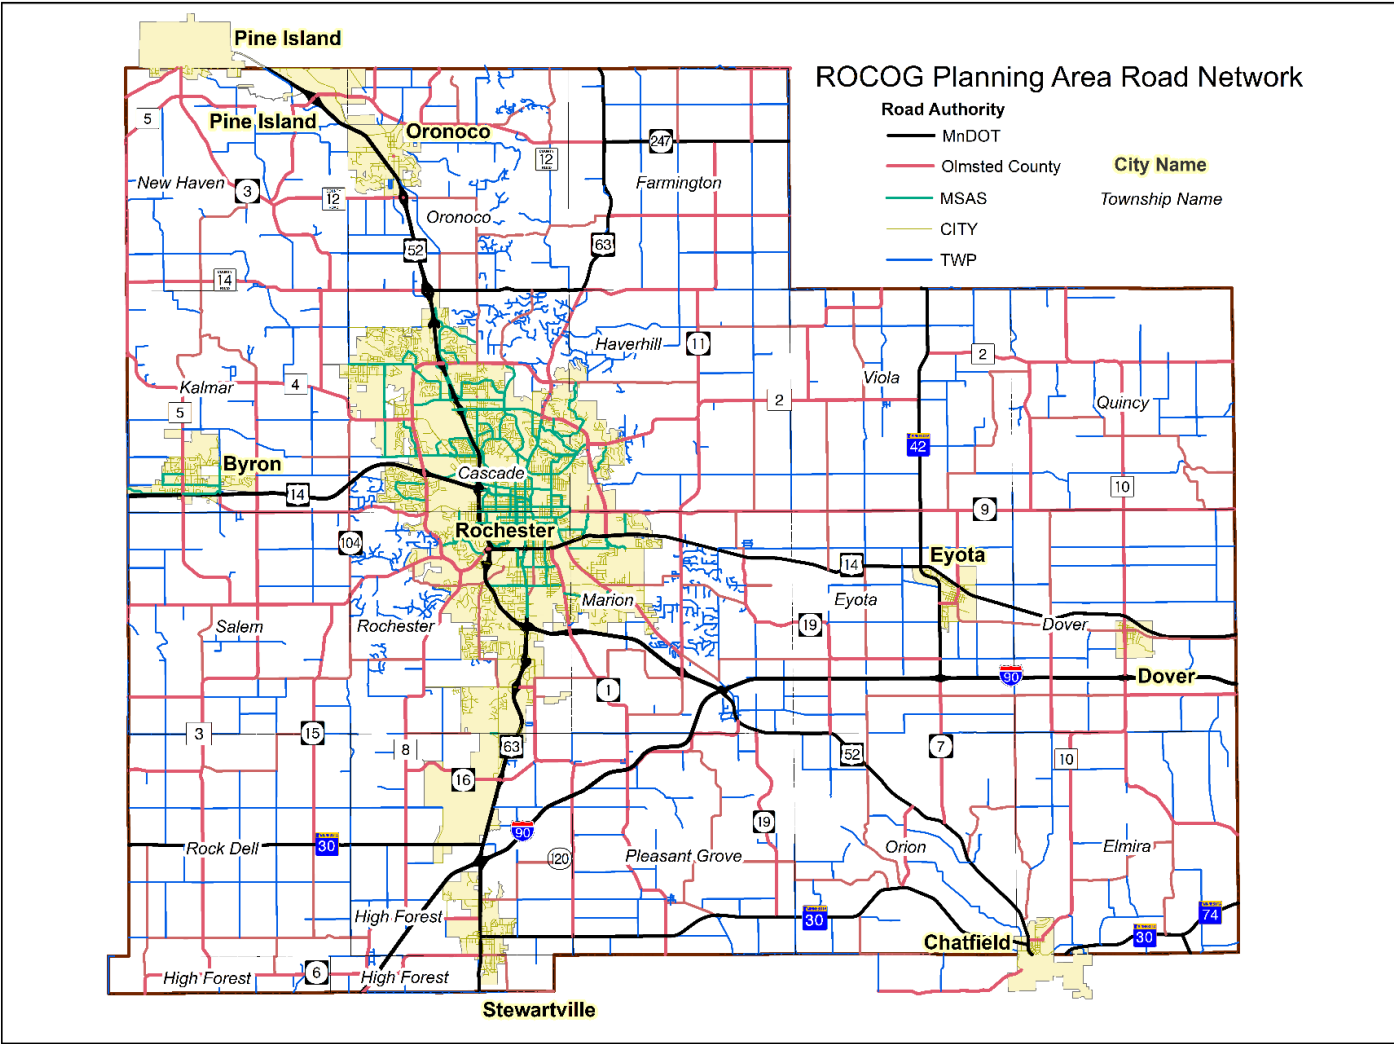 Pine Island
ROCOG Planning Area Road Network
Road Authority
MnDOT
Olmsted County
MSAS
CITY
TWP
City Name
Township Name
5
Pine Island
Oronoco
247
12
New Haven
3
12
Farmington
Oronoco
52
63
14
Haverhill
11
2
Kalmar
4
Viola
5
2
Quincy
42
Byron
Cascade
14
10
9
Rochester
104
Eyota
14
Marion
Eyota
Salem
Rochester
19
Dover
90
Dover
1
3
15
8
63
52
7
10
16
19
90
Rock Dell
30
120
Pleasant Grove
Orion
Elmira
High Forest
30
74
30
Chatfield
High Forest
6
High Forest
Stewartville